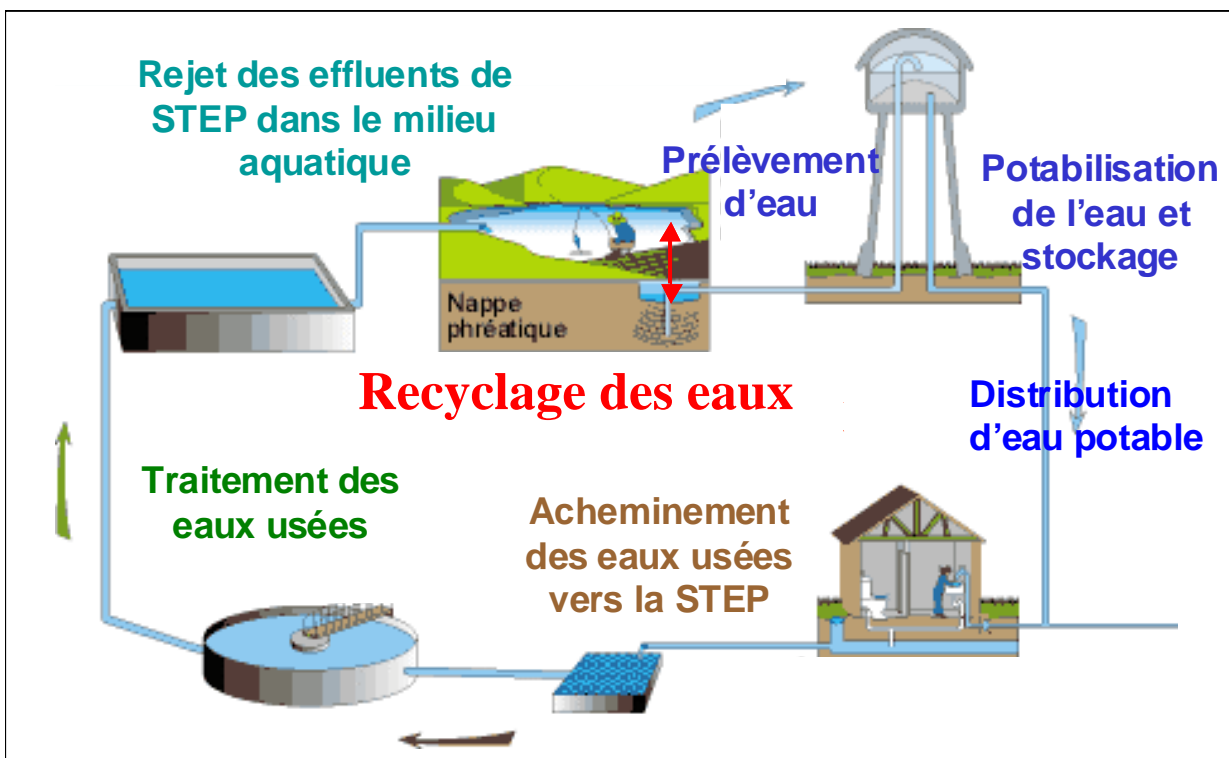 Rejet des effluents de
STEP dans le milieu
aquatique
Prélèvement
d’eau
Potabilisation
de l’eau et
stockage
Nappe
phréatique
Recyclage des eaux
Distribution
d’eau potable
Traitement des
eaux usées
Acheminement
des eaux usées
vers la STEP